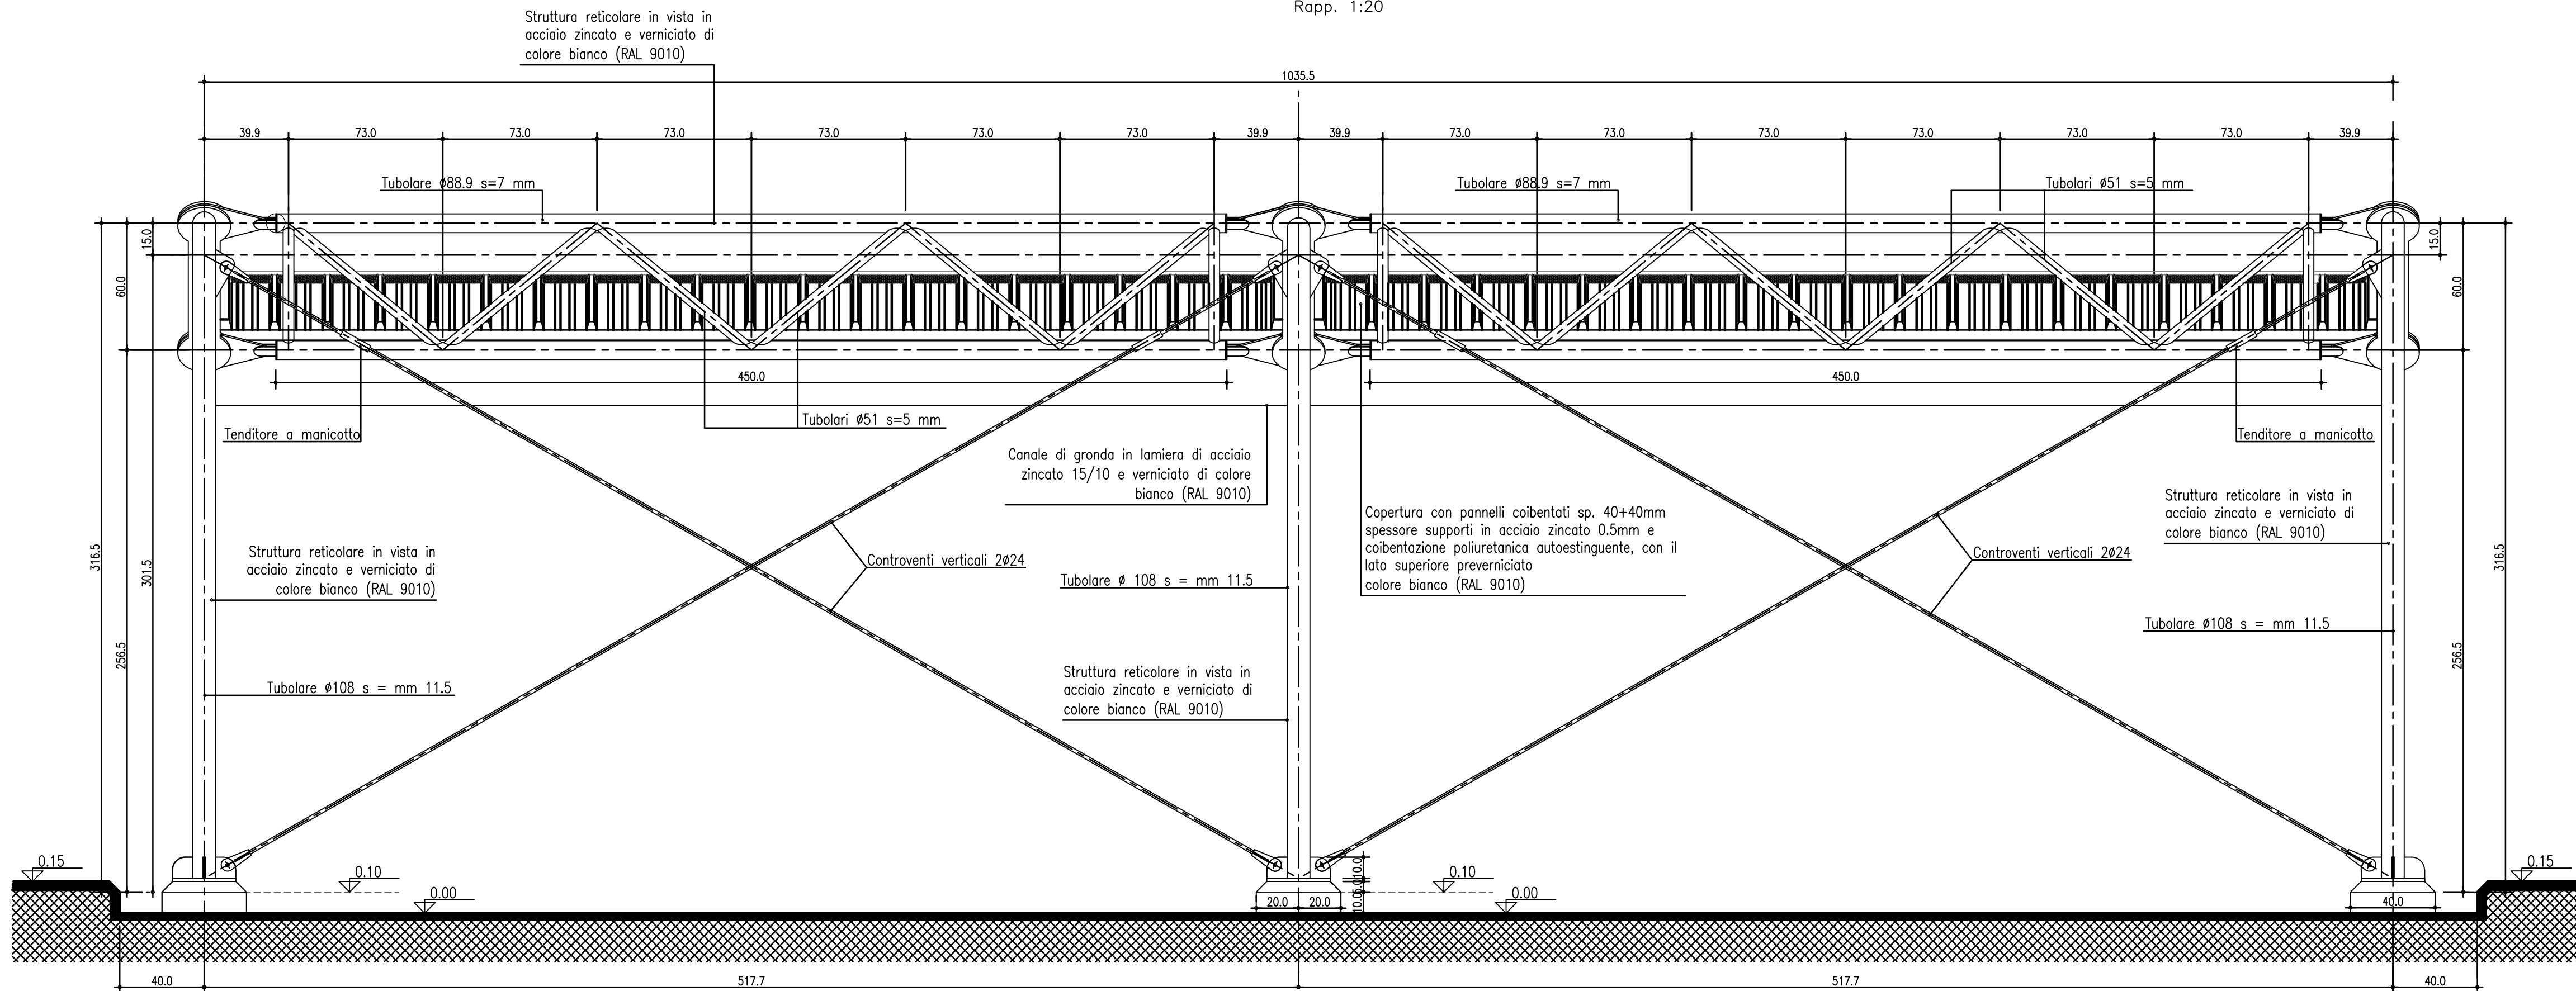 Rapp. 1:20
Struttura reticolare in vista in
acciaio zincato e verniciato di
colore bianco (RAL 9010)
1035.5
39.9
73.0
73.0
73.0
73.0
73.0
73.0
39.9
39.9
73.0
73.0
73.0
73.0
73.0
73.0
39.9
Tubolare ø88.9 s=7 mm
Tubolare ø88.9 s=7 mm
Tubolari ø51 s=5 mm
15.0
60.0
15.0
60.0
450.0
450.0
Tubolari ø51 s=5 mm
Tenditore a manicotto
Tenditore a manicotto
Canale di gronda in lamiera di acciaio
zincato 15/10 e verniciato di colore
bianco (RAL 9010)
Copertura con pannelli coibentati sp. 40+40mm
spessore supporti in acciaio zincato 0.5mm e
coibentazione poliuretanica autoestinguente, con il
lato superiore preverniciato
colore bianco (RAL 9010)
Struttura reticolare in vista in
acciaio zincato e verniciato di
colore bianco (RAL 9010)
Struttura reticolare in vista in
acciaio zincato e verniciato di
colore bianco (RAL 9010)
Controventi verticali 2ø24
Controventi verticali 2ø24
Tubolare ø 108 s = mm 11.5
316.5
301.5
256.5
316.5
256.5
Tubolare ø108 s = mm 11.5
Struttura reticolare in vista in
acciaio zincato e verniciato di
colore bianco (RAL 9010)
Tubolare ø108 s = mm 11.5
0.15
0.10
0.00
10.0
5.0
10.0
0.10
0.00
0.15
20.0
20.0
40.0
40.0
517.7
517.7
40.0